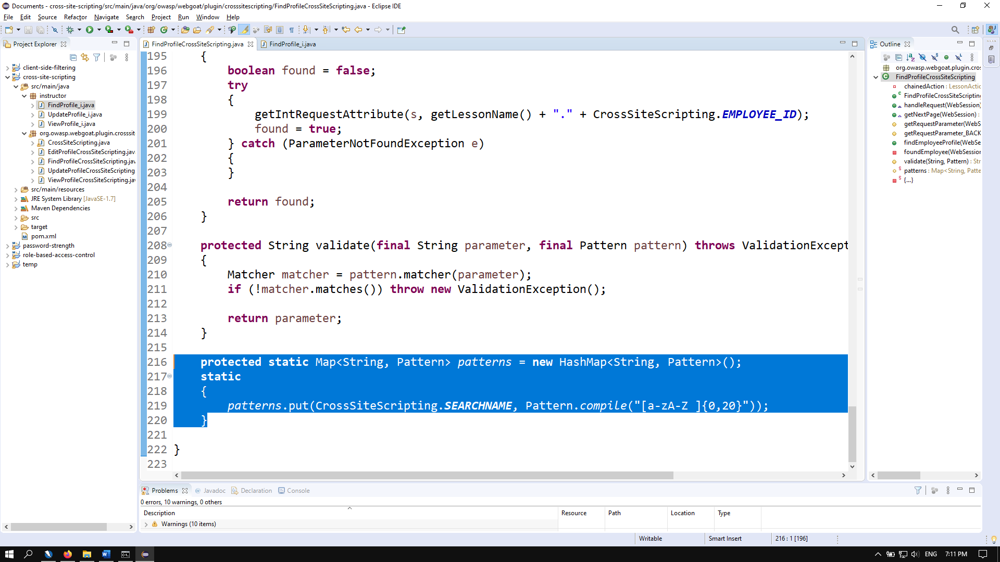 Documents - cross-site-scripting/src/main/java/org/owasp/webgoat/plugin/crosssitescripting/FindProfileCrossSiteScripting.java - Eclipse IDE
File Edit Source Refactor Navigate Search Project Run Window Help
Project Explorer
client-side-filtering
cross-site-scripting
src/main/java
instructor
FindProfile_i.java
UpdateProfile_i.java
ViewProfile_i.java
org.owasp.webgoat.plugin.crosssit
CrossSiteScripting.java
EditProfileCrossSiteScripting.jav
FindProfileCrossSiteScripting.jav
UpdateProfileCrossSiteScripting
ViewProfileCrossSiteScripting.jav
src/main/resources
JRE System Library [JavaSE-1.7]
Maven Dependencies
src
target
pom.xml
password-strength
role-based-access-control
temp
FindProfileCrossSiteScripting.java FindProfile_i.java
195 {
196 boolean found = false;
197 try
198 {
199 getIntRequestAttribute(s, getLessonName() + "." + CrossSiteScripting.EMPLOYEE_ID);
200 found = true;
201 } catch (ParameterNotFoundException e)
202 {
203 }
204
205 return found;
206 }
207
208 protected String validate(final String parameter, final Pattern pattern) throws ValidationExcept
209 {
210 Matcher matcher = pattern.matcher(parameter);
211 if (!matcher.matches()) throw new ValidationException();
212
213 return parameter;
214 }
215
216 protected static Map<String, Pattern> patterns = new HashMap<String, Pattern>();
217 static
218 {
219 patterns.put(CrossSiteScripting.SEARCHNAME, Pattern.compile("[a-zA-Z ]{0,20}"));
220 }
221
222 }
223
Outline
org.owasp.webgoat.plugin.cros
FindProfileCrossSiteScripting
chainedAction : LessonActic
FindProfileCrossSiteScripting
handleRequest(WebSession)
getNextPage(WebSession) :
getRequestParameter(WebS
getRequestParameter_BACK
findEmployeeProfile(WebSe
foundEmployee(WebSession
validate(String, Pattern) : Str
patterns : Map<String, Patte
{...}
Problems Javadoc Declaration Console
0 errors, 10 warnings, 0 others
Description Resource Path Location Type
Warnings (10 items)
Writable Smart Insert 216 : 1 [196]
ENG 7:11 PM